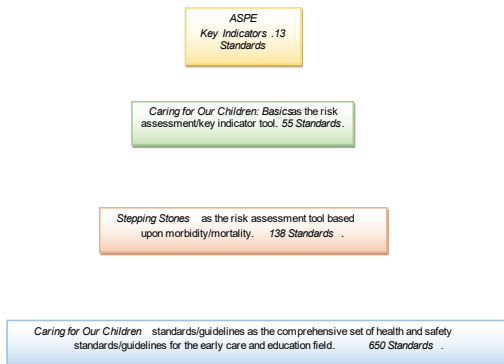 ASPE
Key Indicators .13
Standards
Caring for Our Children: Basicsas the risk
assessment/key indicator tool. 55 Standards.
Stepping Stones as the risk assessment tool based
upon morbidity/mortality. 138 Standards .
Caring for Our Children standards/guidelines as the comprehensive set of health and safety
standards/guidelines for the early care and education field. 650 Standards .